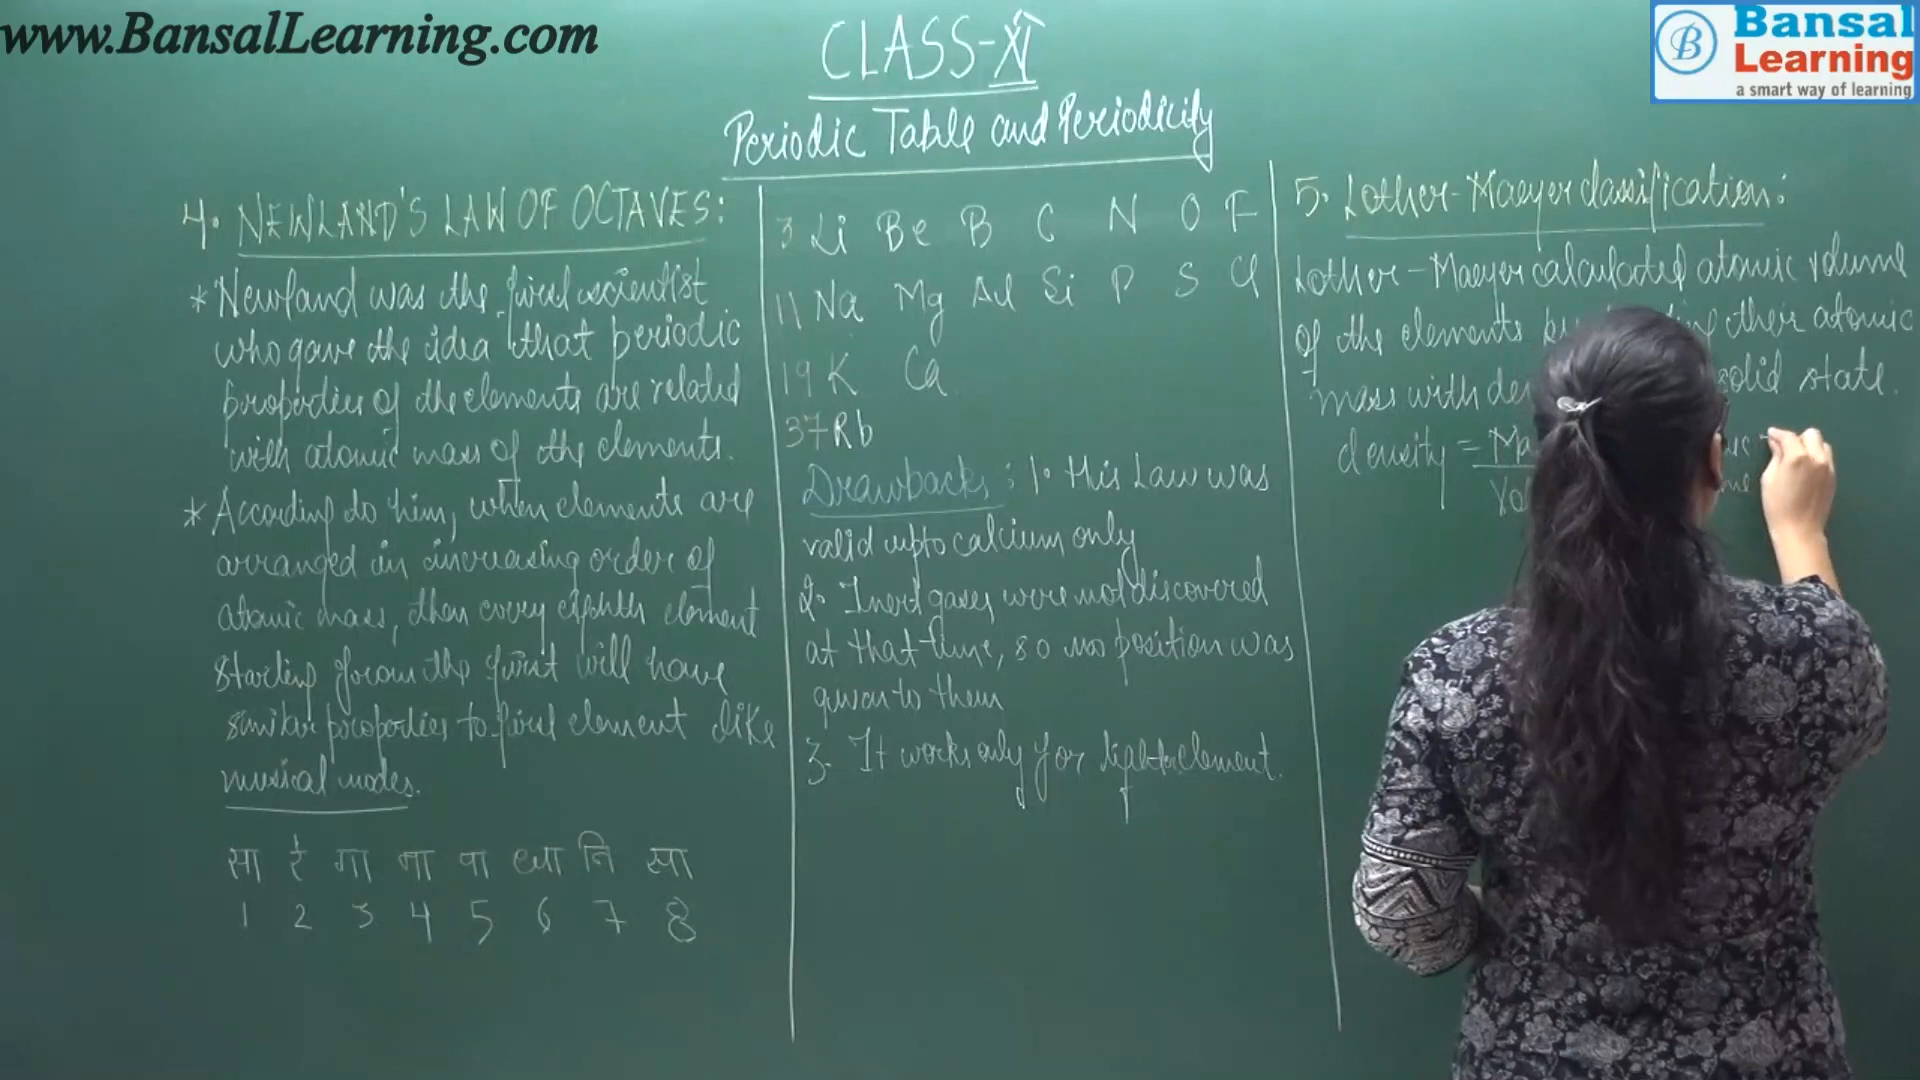 www.BansalLearning.com
Bansal
Learning
a smart way of learning
CLASS-XI
Periodic Table and Periodicity
4. NEWLAND'S LAW OF OCTAVES:
* Newland was the first scientist
who gave the idea that periodic
properties of the elements are related
with atomic mass of the elements.
* According to him, when elements are
arranged in increasing order of
atomic mass, then every eighth element
starting from the first will have
similar properties to first element like
musical nodes.
सा रे गा मा पा धा नि सा
1 2 3 4 5 6 7 8
3 Li Be B C N O F
11 Na Mg Al Si P S Cl
19 K Ca
37 Rb
Drawbacks: 1. This Law was
valid upto calcium only
2. Inert gases were not discovered
at that time, so no position was
given to them
3. It works only for lighter element.
5. Lother-Maeyer classification:
Lother-Maeyer calculated atomic volume
of the elements their atomic
mass with solid state.
density =